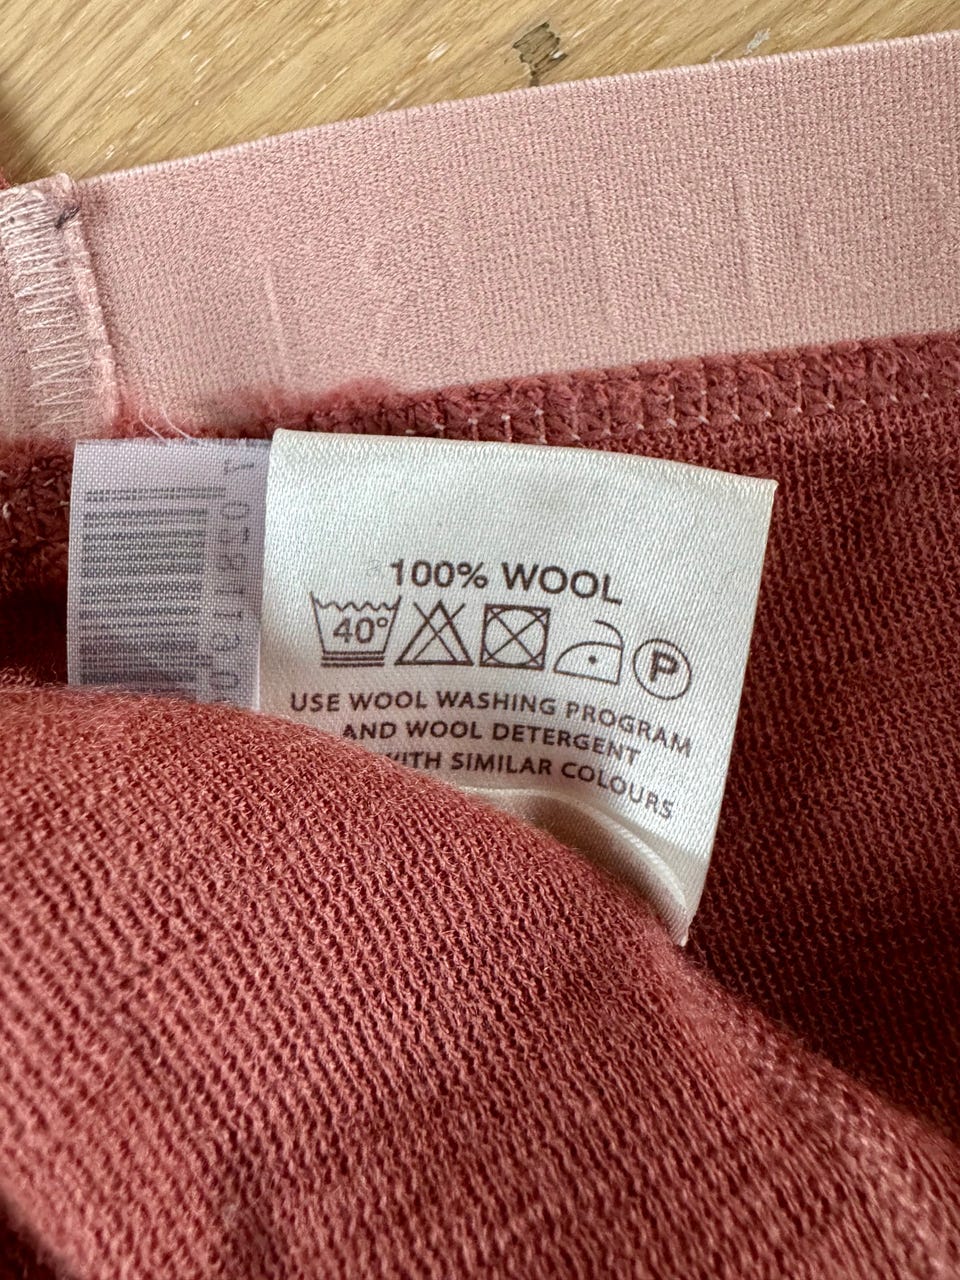 100% WOOL
40°
P
USE WOOL WASHING PROGRAM
AND WOOL DETERGENT
WITH SIMILAR COLOURS